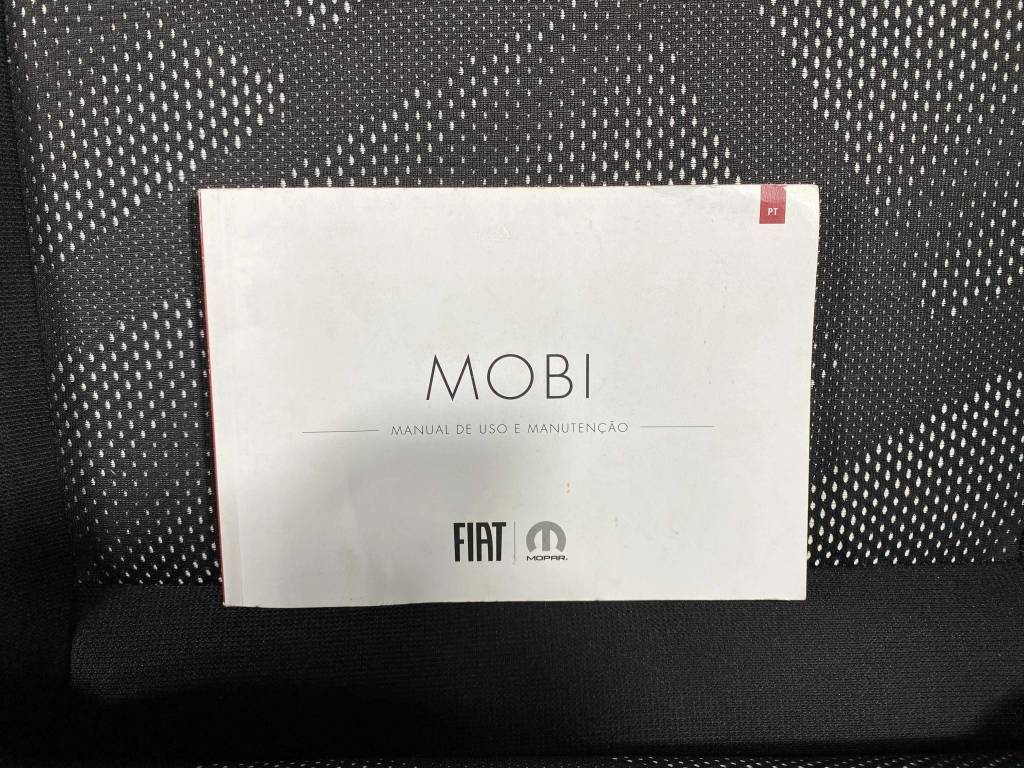 PT
MOBI
MANUAL DE USO E MANUTENÇÃO
FIAT
MOPAR.